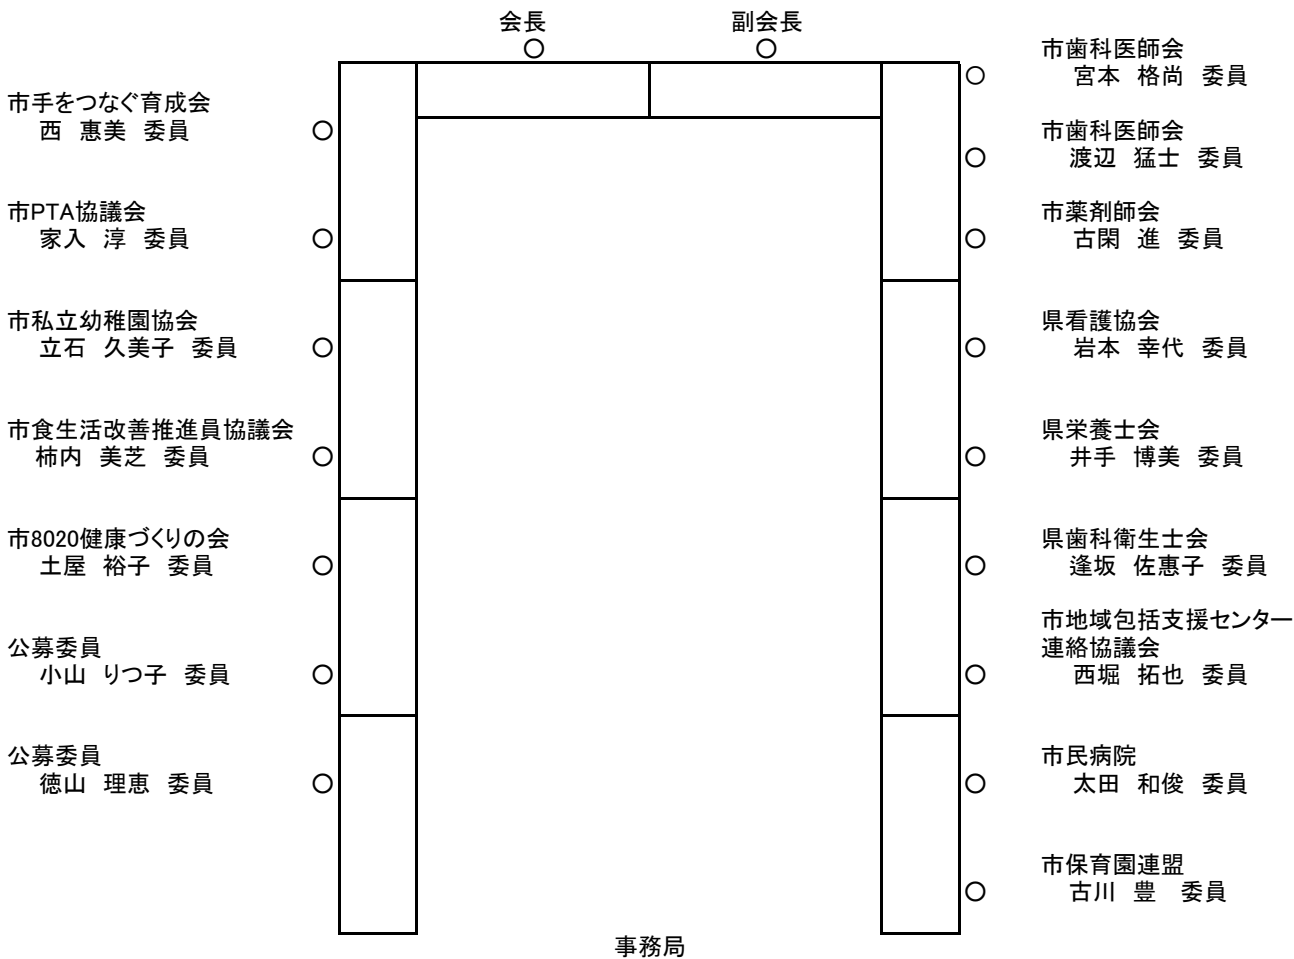 会長
副会長
市手をつなぐ育成会
西 惠美 委員
市PTA協議会
家入 淳 委員
市私立幼稚園協会
立石 久美子 委員
市食生活改善推進員協議会
柿内 美芝 委員
市8020健康づくりの会
土屋 裕子 委員
公募委員
小山 りつ子 委員
公募委員
徳山 理恵 委員
市歯科医師会
宮本 格尚 委員
市歯科医師会
渡辺 猛士 委員
市薬剤師会
古閑 進 委員
県看護協会
岩本 幸代 委員
県栄養士会
井手 博美 委員
県歯科衛生士会
逢坂 佐恵子 委員
市地域包括支援センター
連絡協議会
西堀 拓也 委員
市民病院
太田 和俊 委員
市保育園連盟
古川 豊 委員
事務局